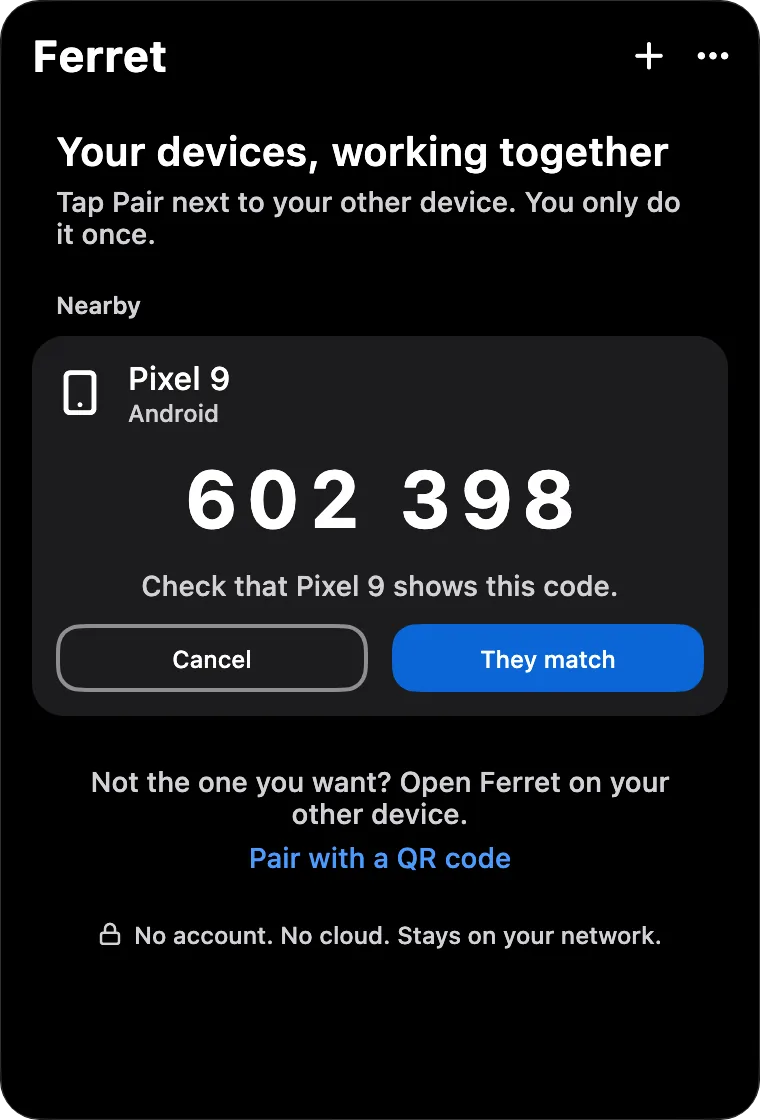 Ferret
Your devices, working together
Tap Pair next to your other device. You only do
it once.
Nearby
Pixel 9
Android
602 398
Check that Pixel 9 shows this code.
Cancel
They match
Not the one you want? Open Ferret on your
other device.
Pair with a QR code
No account. No cloud. Stays on your network.